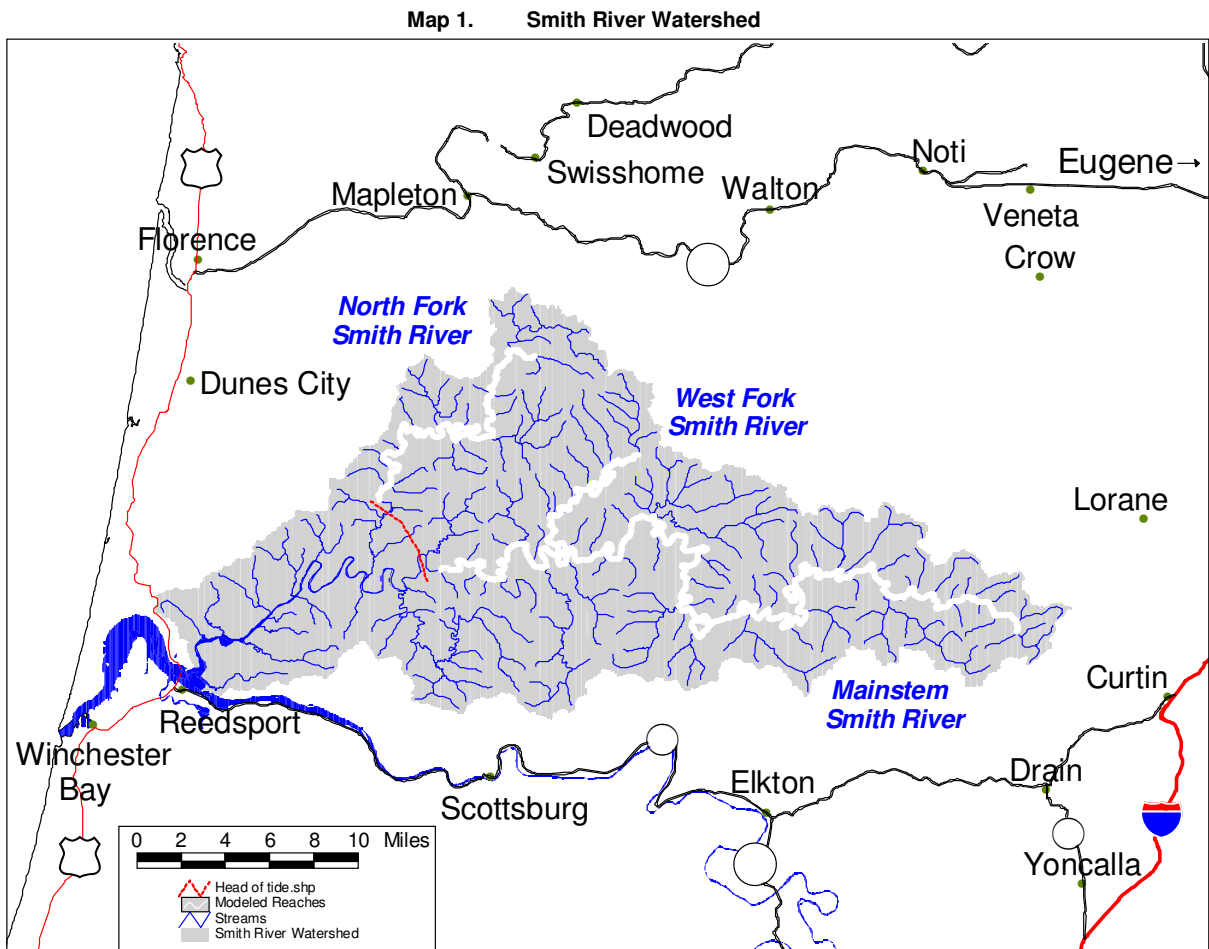 Map 1. Smith River Watershed
Deadwood
Swisshome
Noti
Eugene
Mapleton
Walton
Veneta
Florence
Crow
North Fork
Smith River
Dunes City
West Fork
Smith River
Lorane
Mainstem
Smith River
Curtin
Reedsport
Winchester
Bay
Scottsburg
Elkton
Drain
Yoncalla
0 2 4 6 8 10 Miles
Head of tide.shp
Modeled Reaches
Streams
Smith River Watershed